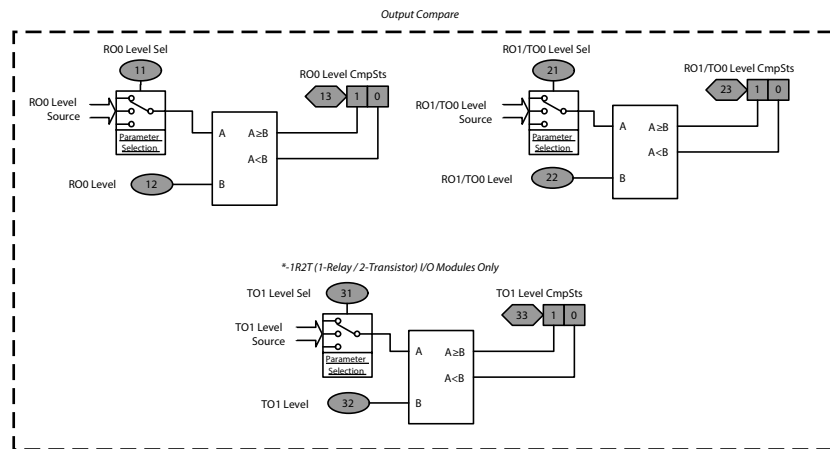 Output Compare
RO0 Level Sel
11
RO0 Level CmpSts
13 1 0
RO0 Level
Source
Parameter
Selection
A A≥B
A<B
B
RO0 Level 12
RO1/TO0 Level Sel
21
RO1/TO0 Level CmpSts
23 1 0
RO1/TO0 Level
Source
Parameter
Selection
A A≥B
A<B
B
RO1/TO0 Level 22
*-1R2T (1-Relay / 2-Transistor) I/O Modules Only
TO1 Level Sel 31
TO1 Level CmpSts
33 1 0
TO1 Level
Source
Parameter
Selection
A A≥B
A<B
B
TO1 Level 32